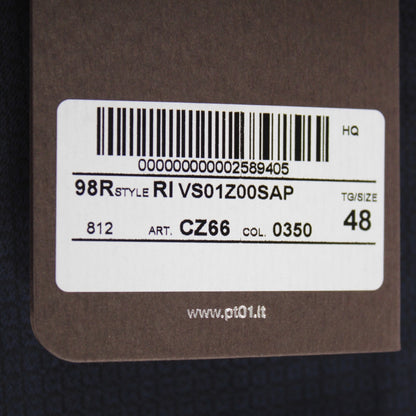 HQ
000000000002589405
98R STYLE RI VS01Z00SAP TG/SIZE
812 ART. CZ66 COL. 0350 48
www.pt01.it